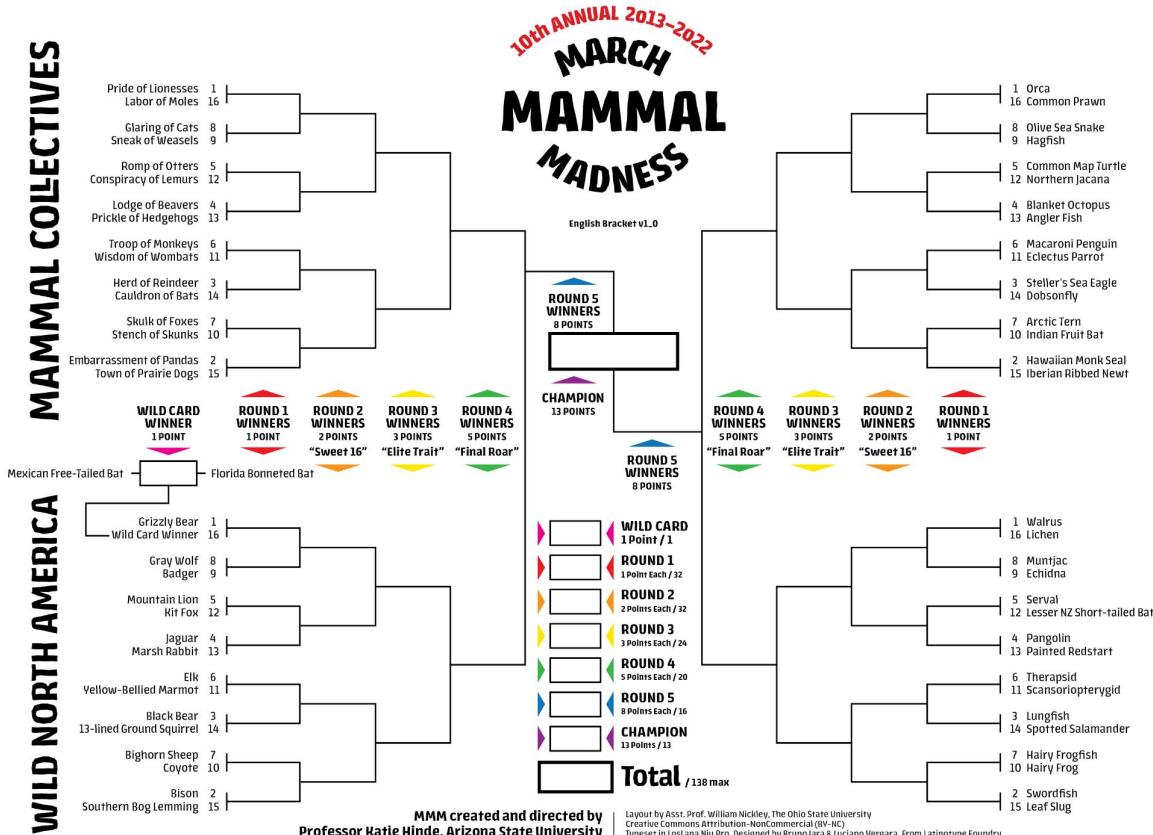 10th ANNUAL 2013-2022
MARCH
MAMMAL
MADNESS
English Bracket v1_0
MAMMAL COLLECTIVES
Pride of Lionesses 1
Labor of Moles 16
Glaring of Cats 8
Sneak of Weasels 9
Romp of Otters 5
Conspiracy of Lemurs 12
Lodge of Beavers 4
Prickle of Hedgehogs 13
Troop of Monkeys 6
Wisdom of Wombats 11
Herd of Reindeer 3
Cauldron of Bats 14
Skulk of Foxes 7
Stench of Skunks 10
Embarrassment of Pandas 2
Town of Prairie Dogs 15
1 Orca
16 Common Prawn
8 Olive Sea Snake
9 Hagfish
5 Common Map Turtle
12 Northern Jacana
4 Blanket Octopus
13 Angler Fish
6 Macaroni Penguin
11 Eclectus Parrot
3 Steller's Sea Eagle
14 Dobsonfly
7 Arctic Tern
10 Indian Fruit Bat
2 Hawaiian Monk Seal
15 Iberian Ribbed Newt
ROUND 5
WINNERS
8 POINTS
CHAMPION
13 POINTS
ROUND 5
WINNERS
8 POINTS
WILD CARD
WINNER
1 POINT
ROUND 1
WINNERS
1 POINT
ROUND 2
WINNERS
2 POINTS
"Sweet 16"
ROUND 3
WINNERS
3 POINTS
"Elite Trait"
ROUND 4
WINNERS
5 POINTS
"Final Roar"
ROUND 4
WINNERS
5 POINTS
"Final Roar"
ROUND 3
WINNERS
3 POINTS
"Elite Trait"
ROUND 2
WINNERS
2 POINTS
"Sweet 16"
ROUND 1
WINNERS
1 POINT
Mexican Free-Tailed Bat
Florida Bonneted Bat
WILD NORTH AMERICA
Grizzly Bear 1
Wild Card Winner 16
Gray Wolf 8
Badger 9
Mountain Lion 5
Kit Fox 12
Jaguar 4
Marsh Rabbit 13
Elk 6
Yellow-Bellied Marmot 11
Black Bear 3
13-lined Ground Squirrel 14
Bighorn Sheep 7
Coyote 10
Bison 2
Southern Bog Lemming 15
WILD CARD
1 Point / 1
ROUND 1
1 Point Each / 32
ROUND 2
2 Points Each / 32
ROUND 3
3 Points Each / 24
ROUND 4
5 Points Each / 20
ROUND 5
8 Points Each / 16
CHAMPION
13 Points / 13
Total / 138 max
1 Walrus
16 Lichen
8 Muntjac
9 Echidna
5 Serval
12 Lesser NZ Short-tailed Bat
4 Pangolin
13 Painted Redstart
6 Therapsid
11 Scansoriopterygid
3 Lungfish
14 Spotted Salamander
7 Hairy Frogfish
10 Hairy Frog
2 Swordfish
15 Leaf Slug
MMM created and directed by
Professor Katie Hinde, Arizona State University
Layout by Asst. Prof. William Nickley, The Ohio State University
Creative Commons Attribution-NonCommercial (BY-NC)
Typeset in LosLana Niu Pro. Designed by Bruno Jara & Luciano Vergara. From Latinotype Foundry